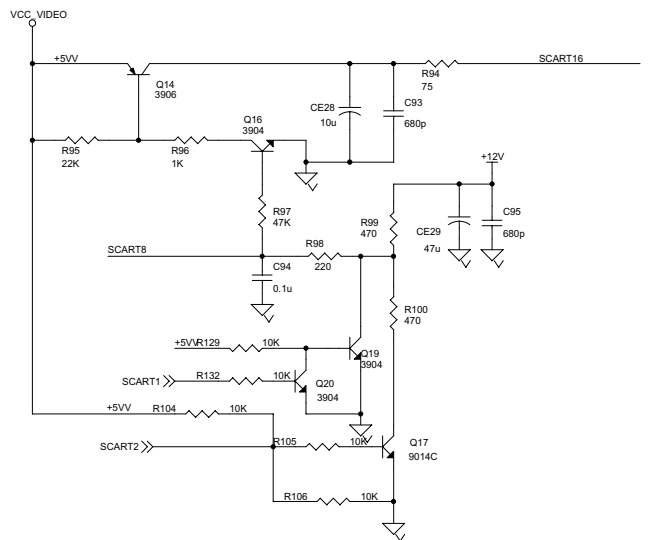 VCC_VIDEO
+5VV
SCART16
R94
75
Q14
3906
CE28
10u
C93
680p
Q16
3904
R95
22K
R96
1K
+12V
R97
47K
R99
470
CE29
47u
C95
680p
SCART8
R98
220
C94
0.1u
R100
470
+5VV
R129
10K
Q19
3904
SCART1
R132
10K
Q20
3904
+5VV
R104
10K
SCART2
R105
10K
Q17
9014C
R106
10K